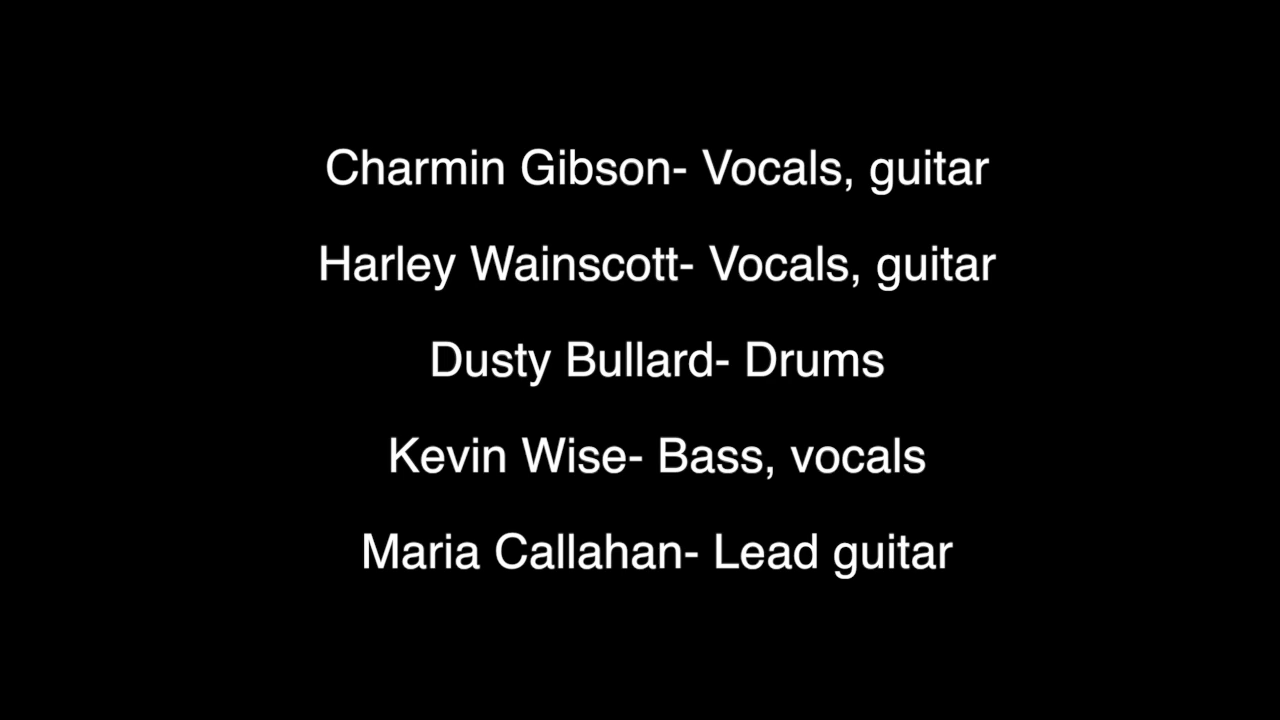 Charmin Gibson- Vocals, guitar
Harley Wainscott- Vocals, guitar
Dusty Bullard- Drums
Kevin Wise- Bass, vocals
Maria Callahan- Lead guitar